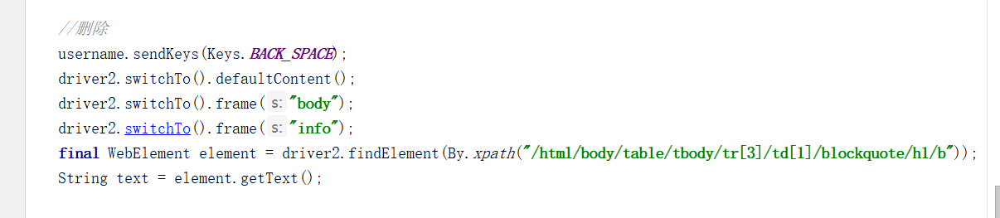 //删除
username.sendKeys(Keys.BACK_SPACE);
driver2.switchTo().defaultContent();
driver2.switchTo().frame( s: "body");
driver2.switchTo().frame( s: "info");
final WebElement element = driver2.findElement(By.xpath("/html/body/table/tbody/tr[3]/td[1]/blockquote/h1/b"));
String text = element.getText();